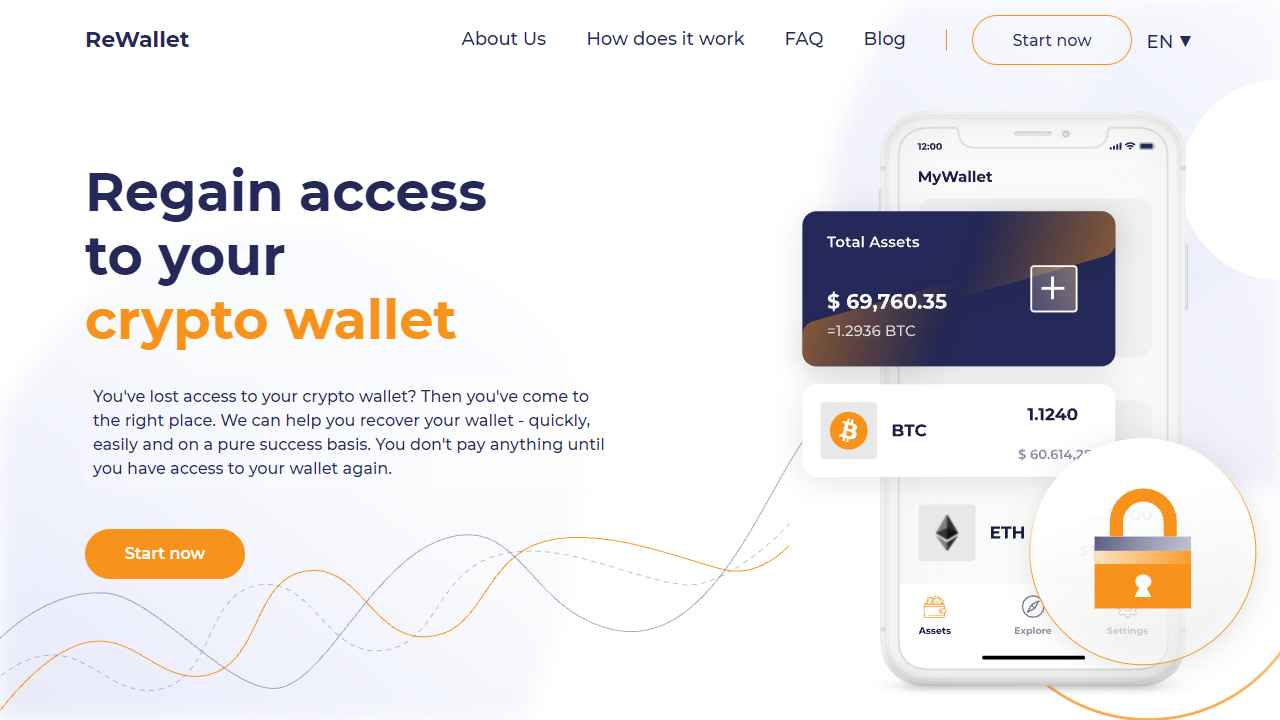 ReWallet
About Us
How does it work
FAQ
Blog
Start now
EN ▼
Regain access
to your
crypto wallet
You've lost access to your crypto wallet? Then you've come to
the right place. We can help you recover your wallet - quickly,
easily and on a pure success basis. You don't pay anything until
you have access to your wallet again.
Start now
12:00
MyWallet
Total Assets
$ 69,760.35
=1.2936 BTC
BTC
1.1240
$ 60.614,28
ETH
Assets
Explore
Settings